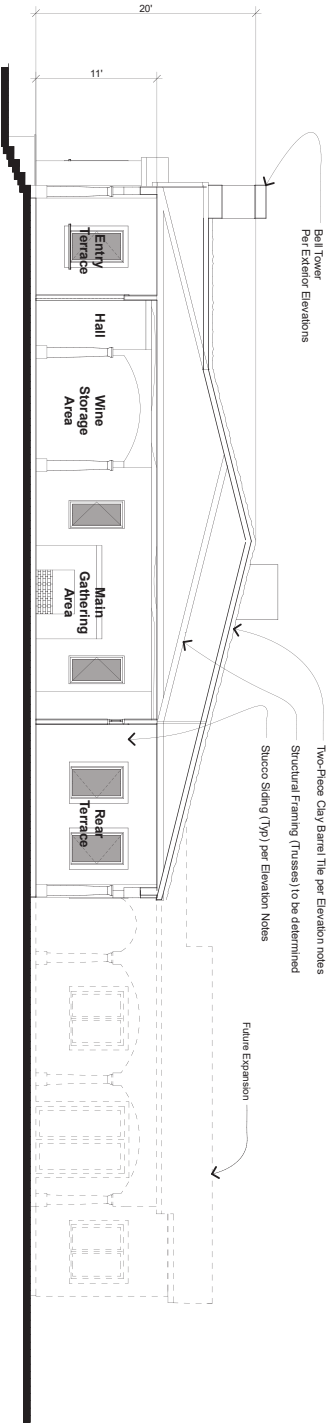 20'
11'
Bell Tower
Per Exterior Elevations
Two-Piece Clay Barrel Tile per Elevation notes
Structural Framing (Trusses) to be determined
Stucco Siding (Typ) per Elevation Notes
Future Expansion
Entry
Terrace
Hall
Wine
Storage
Area
Main
Gathering
Area
Rear
Terrace